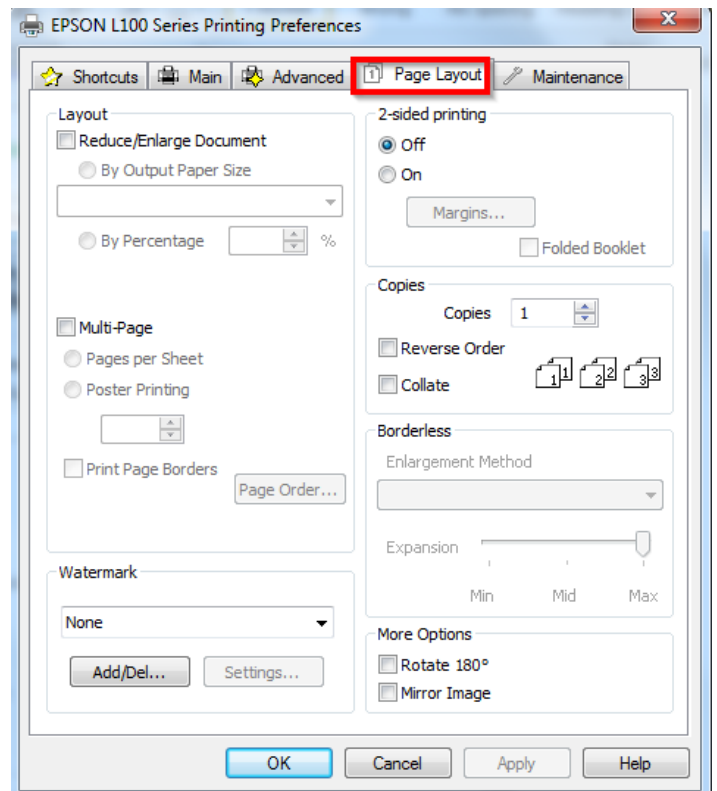 EPSON L100 Series Printing Preferences
Shortcuts Main Advanced 1 Page Layout Maintenance
Layout
Reduce/Enlarge Document
By Output Paper Size
By Percentage %
Multi-Page
Pages per Sheet
Poster Printing
Print Page Borders
Page Order...
Watermark
None
Add/Del... Settings...
2-sided printing
Off
On
Margins...
Folded Booklet
Copies
Copies 1
Reverse Order
Collate 1 1 2 2 3 3
Borderless
Enlargement Method
Expansion
Min Mid Max
More Options
Rotate 180°
Mirror Image
OK Cancel Apply Help